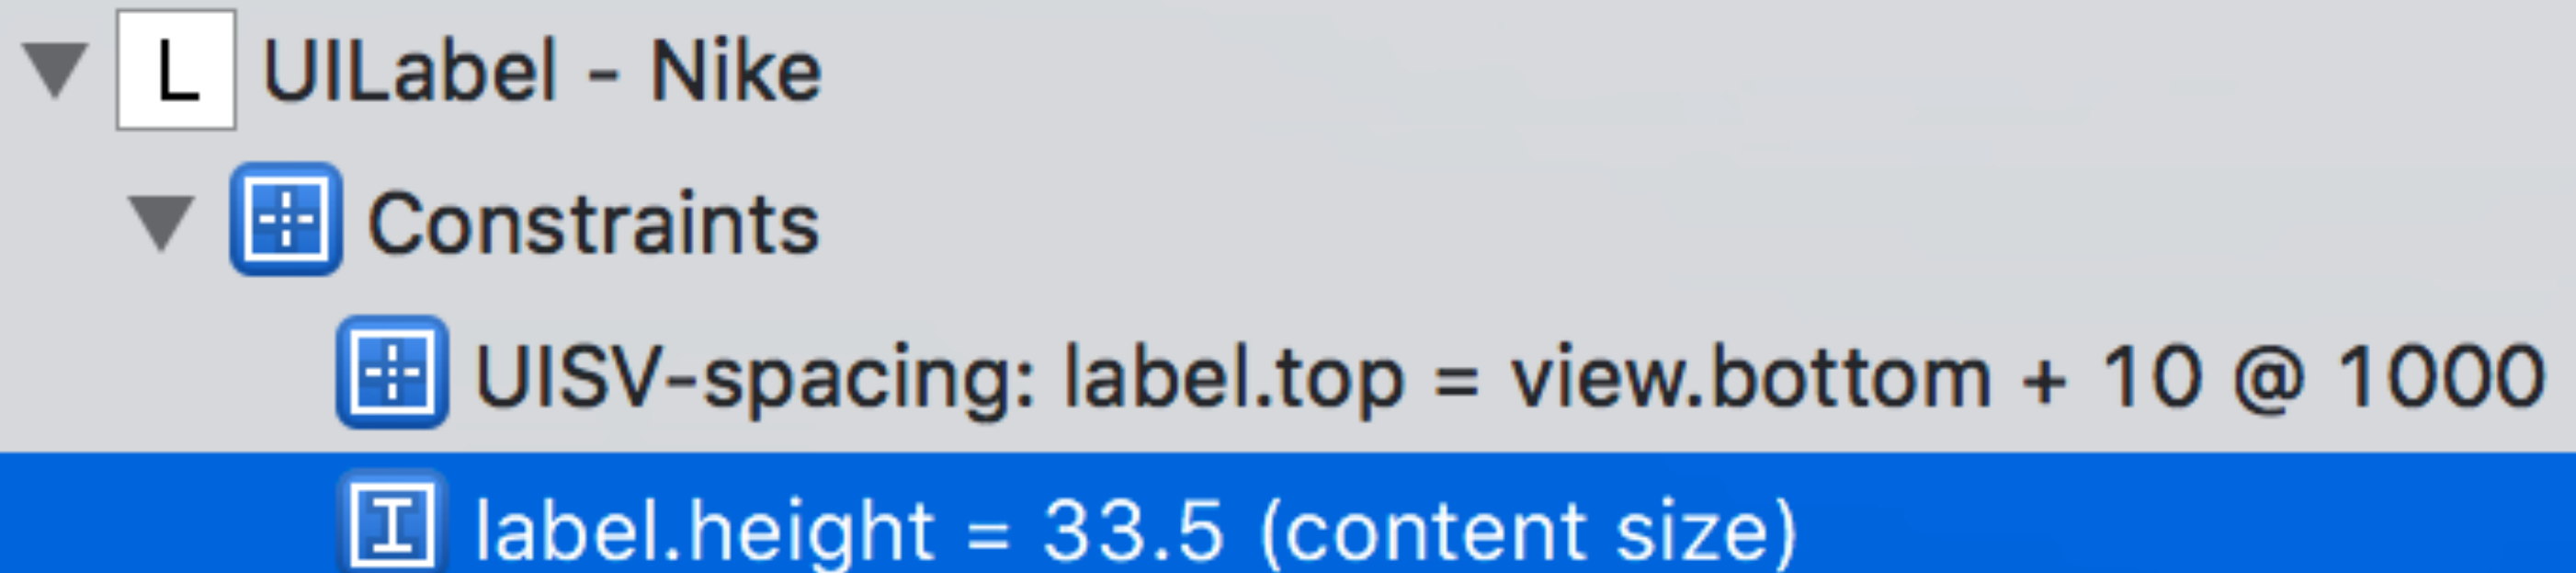 L UILabel - Nike
Constraints
UISV-spacing: label.top = view.bottom + 10 @ 1000
label.height = 33.5 (content size)